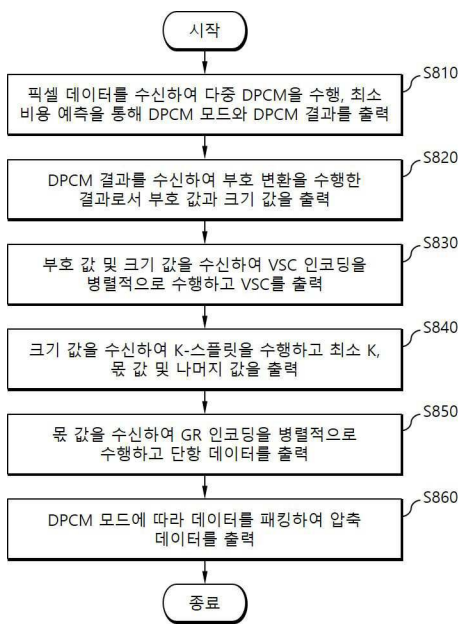 시작
S810
픽셀 데이터를 수신하여 다중 DPCM을 수행, 최소
비용 예측을 통해 DPCM 모드와 DPCM 결과를 출력
S820
DPCM 결과를 수신하여 부호 변환을 수행한
결과로서 부호 값과 크기 값을 출력
S830
부호 값 및 크기 값을 수신하여 VSC 인코딩을
병렬적으로 수행하고 VSC를 출력
S840
크기 값을 수신하여 K-스플릿을 수행하고 최소 K,
몫 값 및 나머지 값을 출력
S850
몫 값을 수신하여 GR 인코딩을 병렬적으로
수행하고 단항 데이터를 출력
S860
DPCM 모드에 따라 데이터를 패킹하여 압축
데이터를 출력
종료